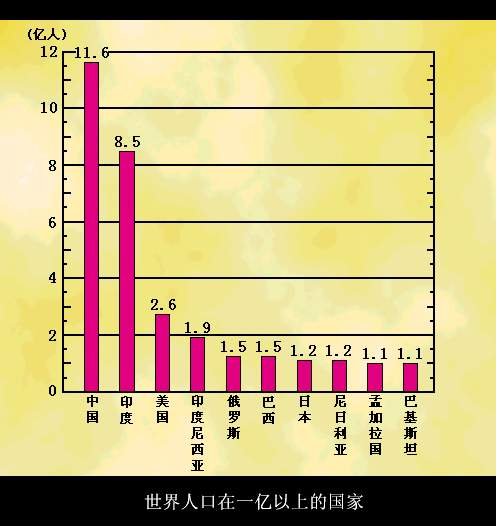 (亿人)
12
10
8
6
4
2
0
11.6
8.5
2.6
1.9
1.5
1.5
1.2
1.2
1.1
1.1
中国
印度
美国
印度尼西亚
俄罗斯
巴西
日本
尼日利亚
孟加拉国
巴基斯坦
世界人口在一亿以上的国家